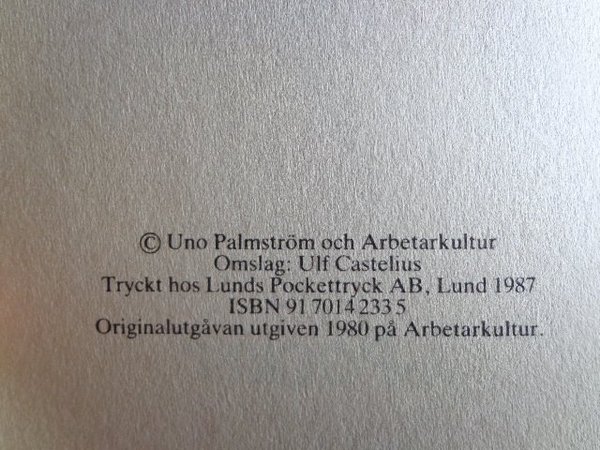 © Uno Palmström och Arbetarkultur
Omslag: Ulf Castelius
Tryckt hos Lunds Pockettryck AB, Lund 1987
ISBN 91 7014 233 5
Originalutgåvan utgiven 1980 på Arbetarkultur.